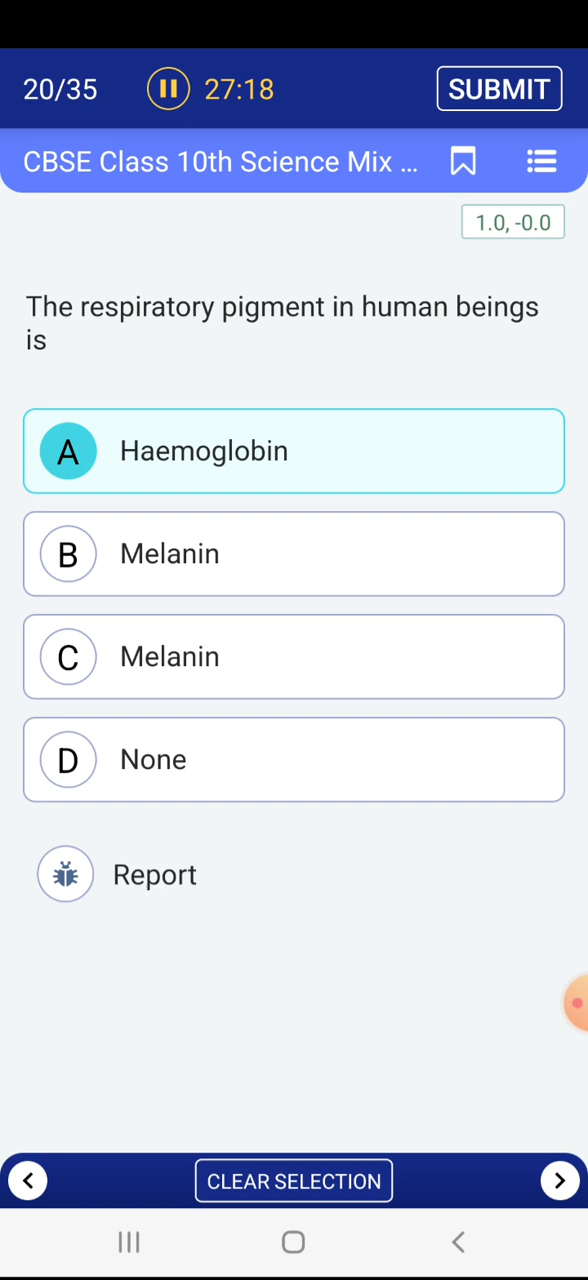 20/35 27:18 SUBMIT
CBSE Class 10th Science Mix ...
1.0, -0.0
The respiratory pigment in human beings
is
A Haemoglobin
B Melanin
C Melanin
D None
Report
CLEAR SELECTION